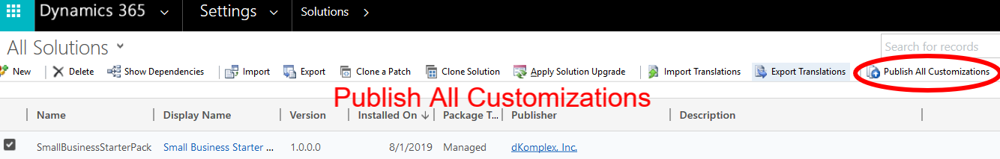 Dynamics 365 Settings Solutions
All Solutions
Search for records
New Delete Show Dependencies Import Export Clone a Patch Clone Solution Apply Solution Upgrade Import Translations Export Translations Publish All Customizations
Publish All Customizations
Name Display Name Version Installed On Package T... Publisher Description
SmallBusinessStarterPack Small Business Starter ... 1.0.0.0 8/1/2019 Managed dKomplex, Inc.